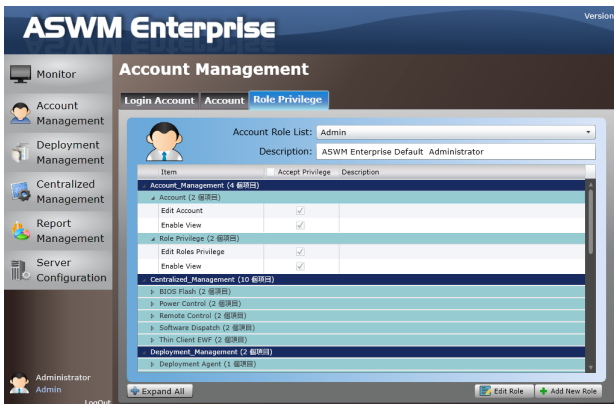 ASWM Enterprise
Version
Monitor
Account
Management
Deployment
Management
Centralized
Management
Report
Management
Server
Configuration
Administrator
Admin
LogOut
Account Management
Login Account Account Role Privilege
Account Role List: Admin
Description: ASWM Enterprise Default Administrator
Item Accept Privilege Description
Account_Management (4 個項目)
Account (2 個項目)
Edit Account
Enable View
Role Privilege (2 個項目)
Edit Roles Privilege
Enable View
Centralized_Management (10 個項目)
BIOS Flash (2 個項目)
Power Control (2 個項目)
Remote Control (2 個項目)
Software Dispatch (2 個項目)
Thin Client EWF (2 個項目)
Deployment_Management (2 個項目)
Deployment Agent (1 個項目)
Expand All
Edit Role
Add New Role